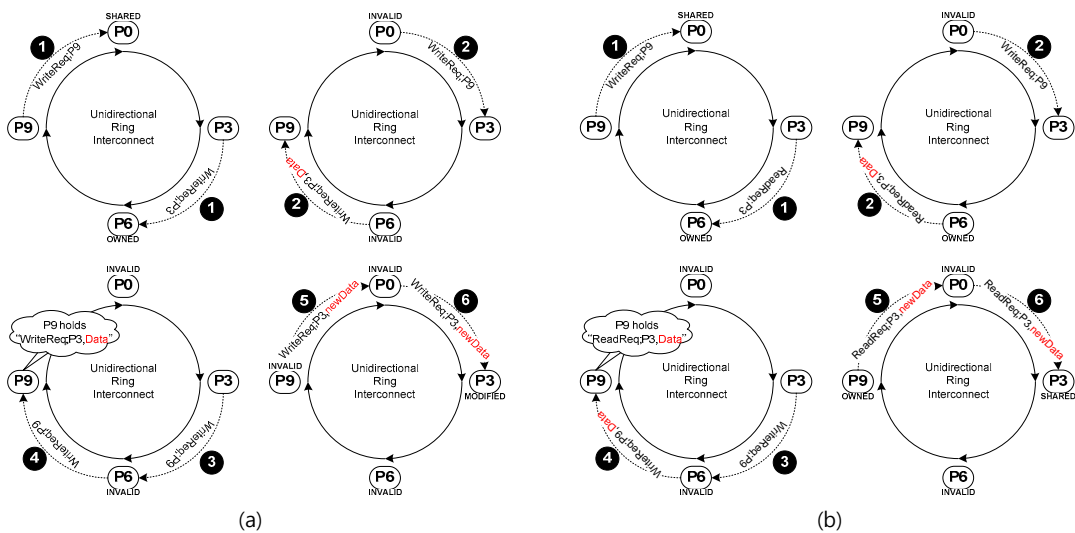 SHARED
P0
1
WriteReq;P9
P9
Unidirectional
Ring
Interconnect
P3
WriteReq;P3
1
P6
OWNED
INVALID
P0
2
WriteReq;P9
P9
Unidirectional
Ring
Interconnect
P3
WriteReq;P3,Data
2
P6
INVALID
INVALID
P0
P9 holds
"WriteReq;P3,Data"
P9
Unidirectional
Ring
Interconnect
P3
WriteReq;P9
4
WriteReq;P9
3
P6
INVALID
INVALID
P0
5
WriteReq;P3,newData
WriteReq;P3,newData
6
INVALID
P9
Unidirectional
Ring
Interconnect
P3
MODIFIED
P6
INVALID
(a)
SHARED
P0
1
WriteReq;P9
P9
Unidirectional
Ring
Interconnect
P3
ReadReq;P3
1
P6
OWNED
INVALID
P0
2
WriteReq;P9
P9
Unidirectional
Ring
Interconnect
P3
ReadReq;P3,Data
2
P6
OWNED
INVALID
P0
P9 holds
"ReadReq;P3,Data"
P9
Unidirectional
Ring
Interconnect
P3
WriteReq;P9,Data
4
WriteReq;P9
3
P6
INVALID
INVALID
P0
5
ReadReq;P3,newData
ReadReq;P3,newData
6
P9
OWNED
Unidirectional
Ring
Interconnect
P3
SHARED
P6
INVALID
(b)